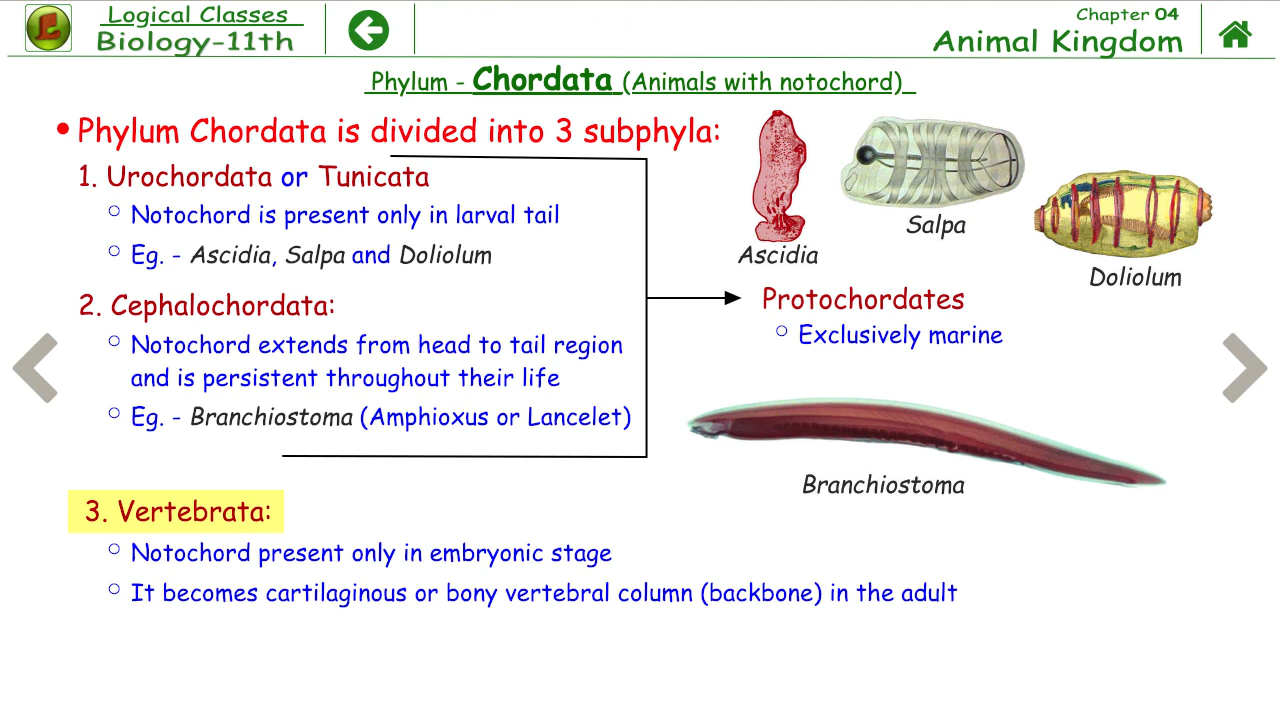 Logical Classes
Biology-11th
Chapter 04
Animal Kingdom
Phylum - Chordata (Animals with notochord)
• Phylum Chordata is divided into 3 subphyla:
1. Urochordata or Tunicata
○ Notochord is present only in larval tail
○ Eg. - Ascidia, Salpa and Doliolum
Ascidia
Salpa
Doliolum
2. Cephalochordata:
○ Notochord extends from head to tail region
and is persistent throughout their life
○ Eg. - Branchiostoma (Amphioxus or Lancelet)
Protochordates
○ Exclusively marine
Branchiostoma
3. Vertebrata:
○ Notochord present only in embryonic stage
○ It becomes cartilaginous or bony vertebral column (backbone) in the adult